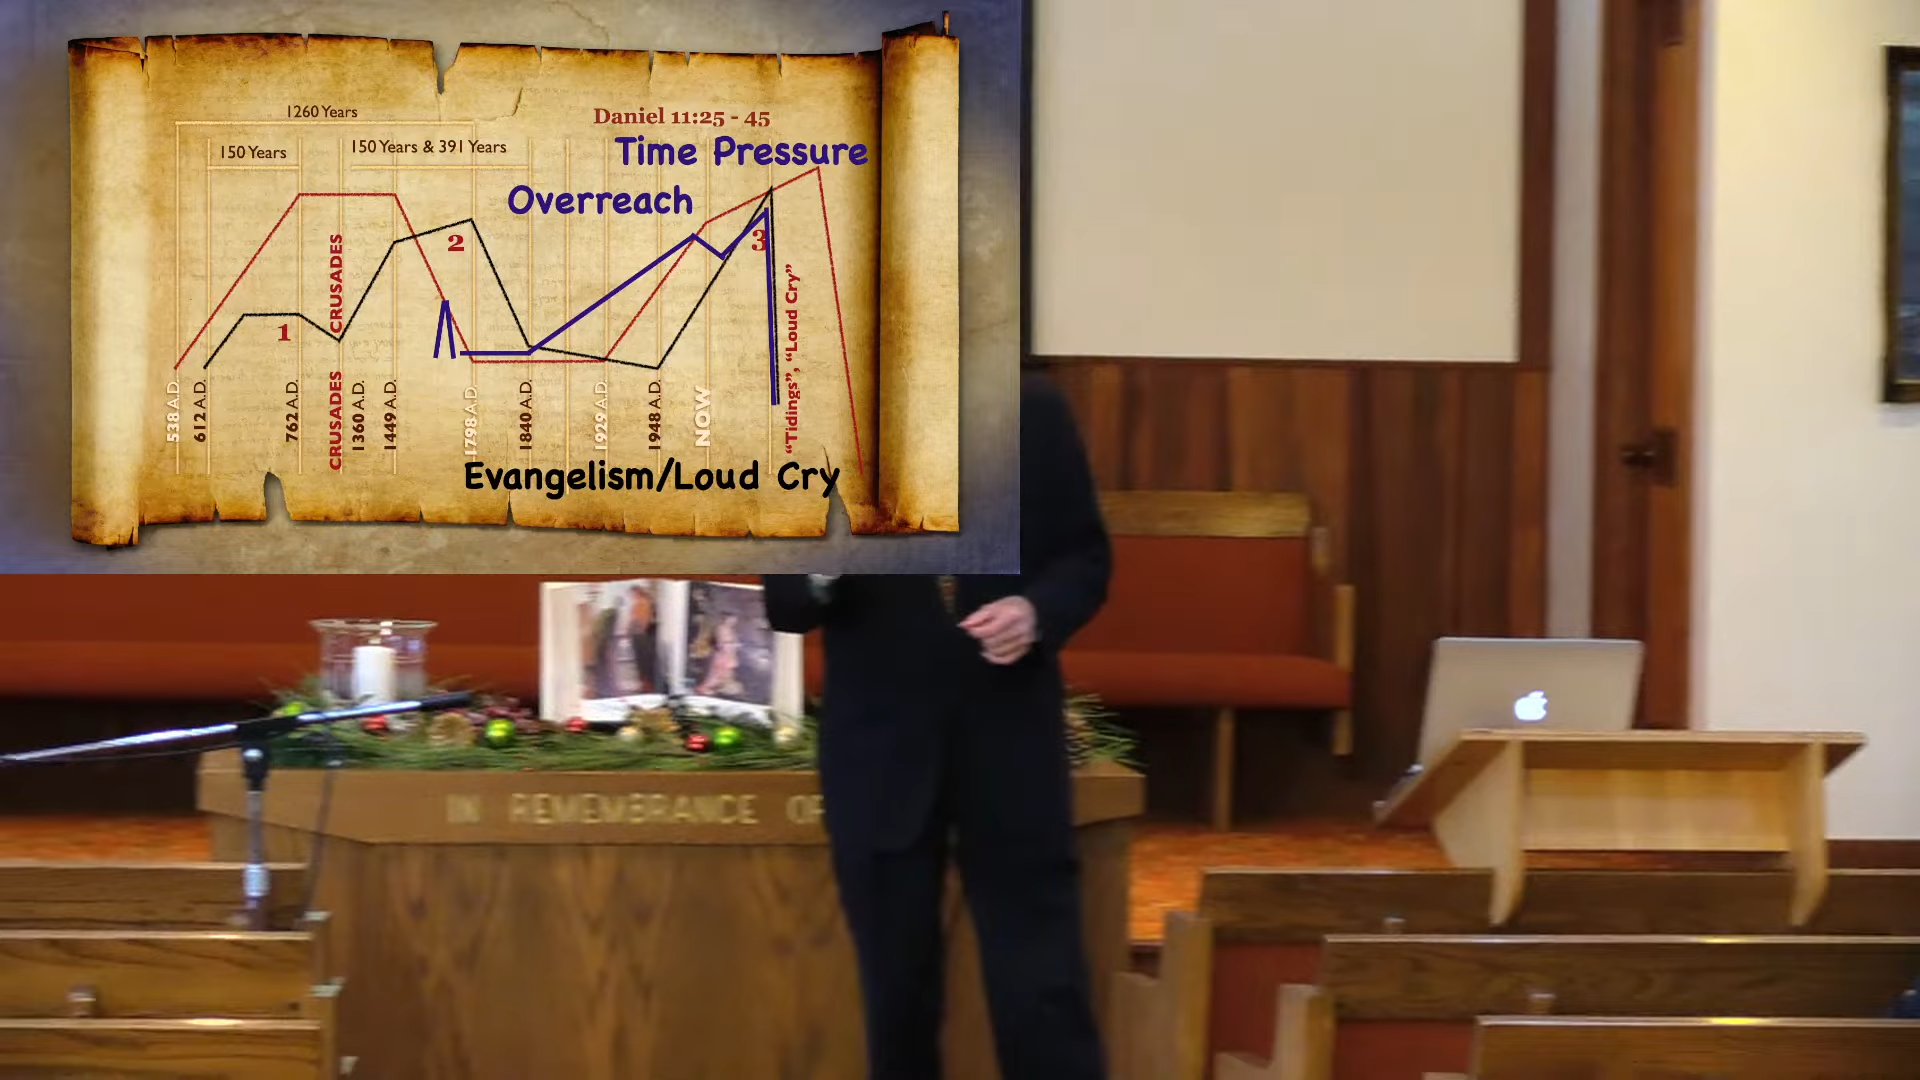 1260 Years
Daniel 11:25 - 45
150 Years
150 Years & 391 Years
Time Pressure
Overreach
1
2
3
CRUSADES
"Tidings", "Loud Cry"
538 A.D.
612 A.D.
762 A.D.
CRUSADES
1360 A.D.
1449 A.D.
1798 A.D.
1840 A.D.
1929 A.D.
1948 A.D.
NOW
Evangelism/Loud Cry
IN REMEMBRANCE OF